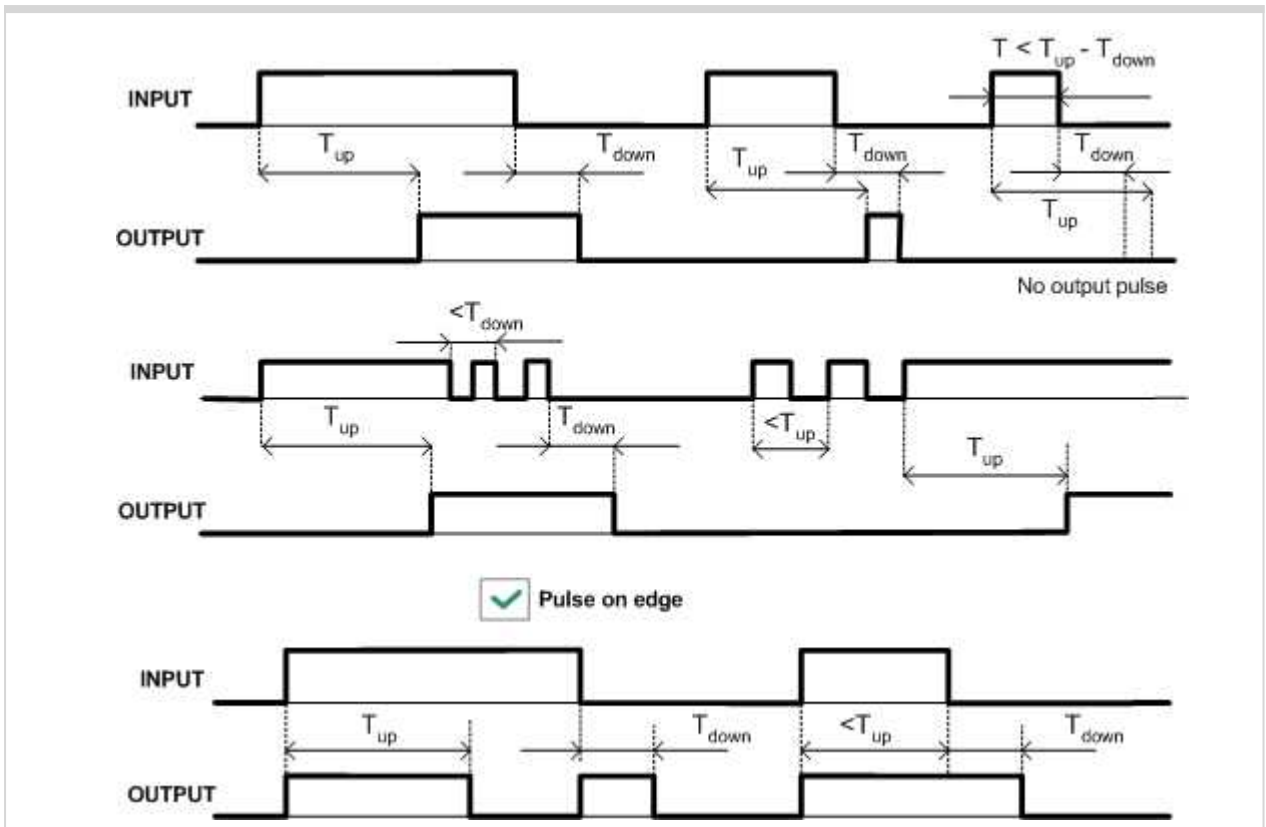 T < Tup - Tdown
INPUT
Tup
Tdown
Tup
Tdown
Tdown
Tup
OUTPUT
No output pulse
<Tdown
INPUT
Tup
Tdown
<Tup
Tup
OUTPUT
Pulse on edge
INPUT
Tup
Tdown
<Tup
Tdown
OUTPUT